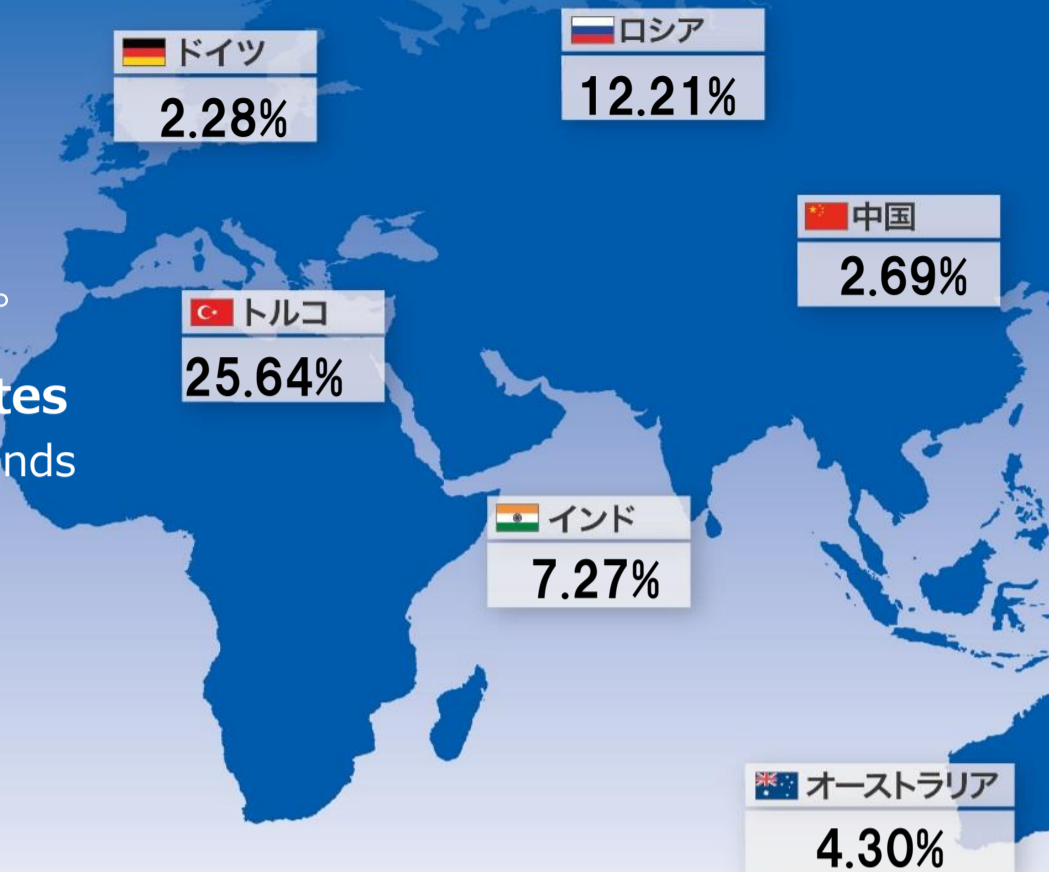 ドイツ
2.28%
ロシア
12.21%
中国
2.69%
。
トルコ
25.64%
tes
nds
インド
7.27%
オーストラリア
4.30%